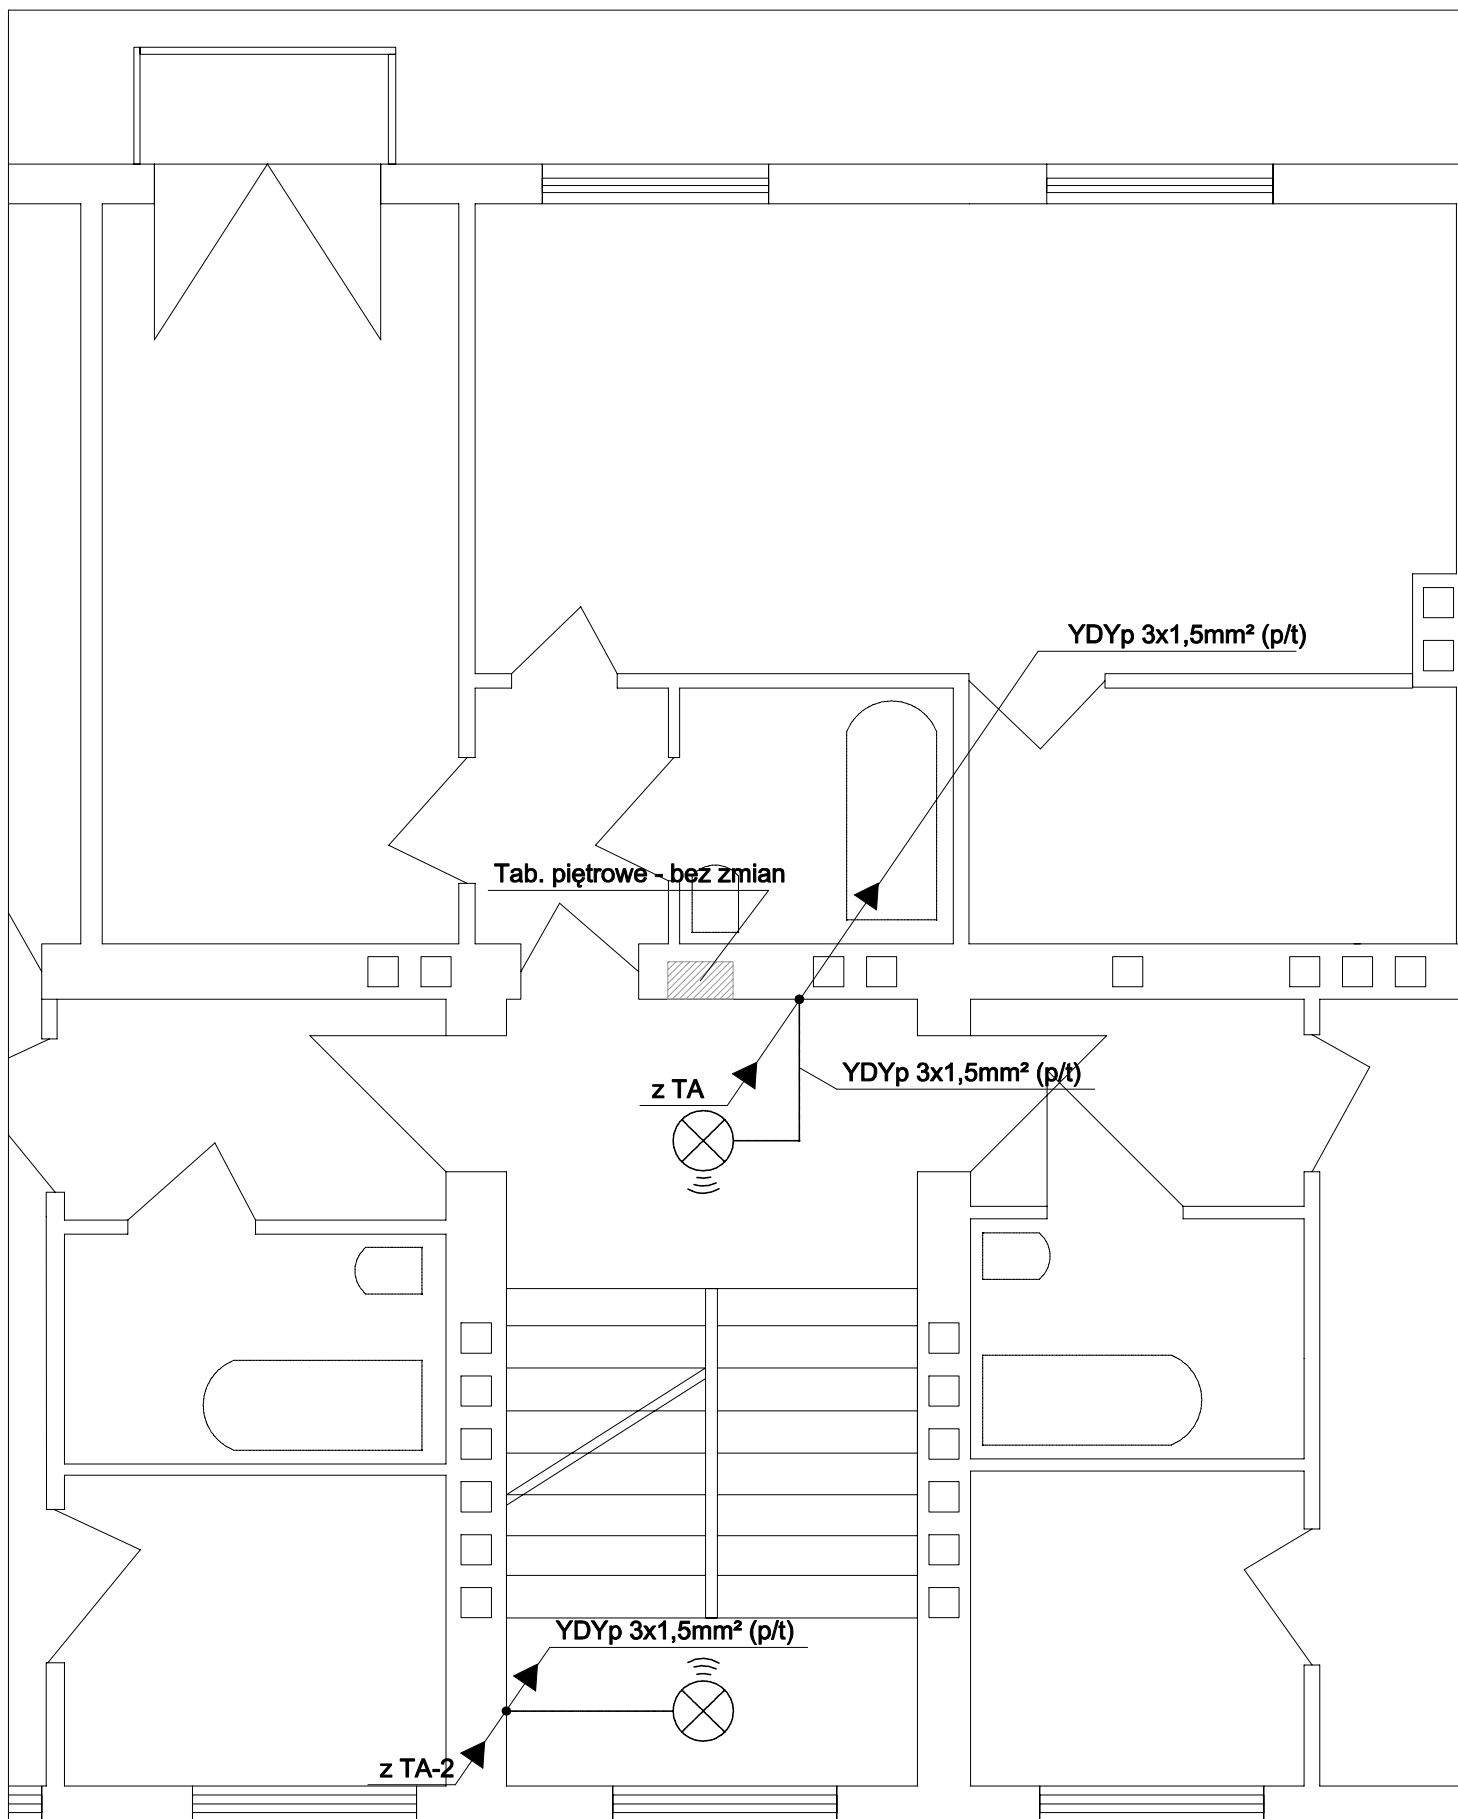 YDYp 3x1,5mm² (p/t)
Tab. piętrowe - bez zmian
YDYp 3x1,5mm² (p/t)
z TA
YDYp 3x1,5mm² (p/t)
z TA-2